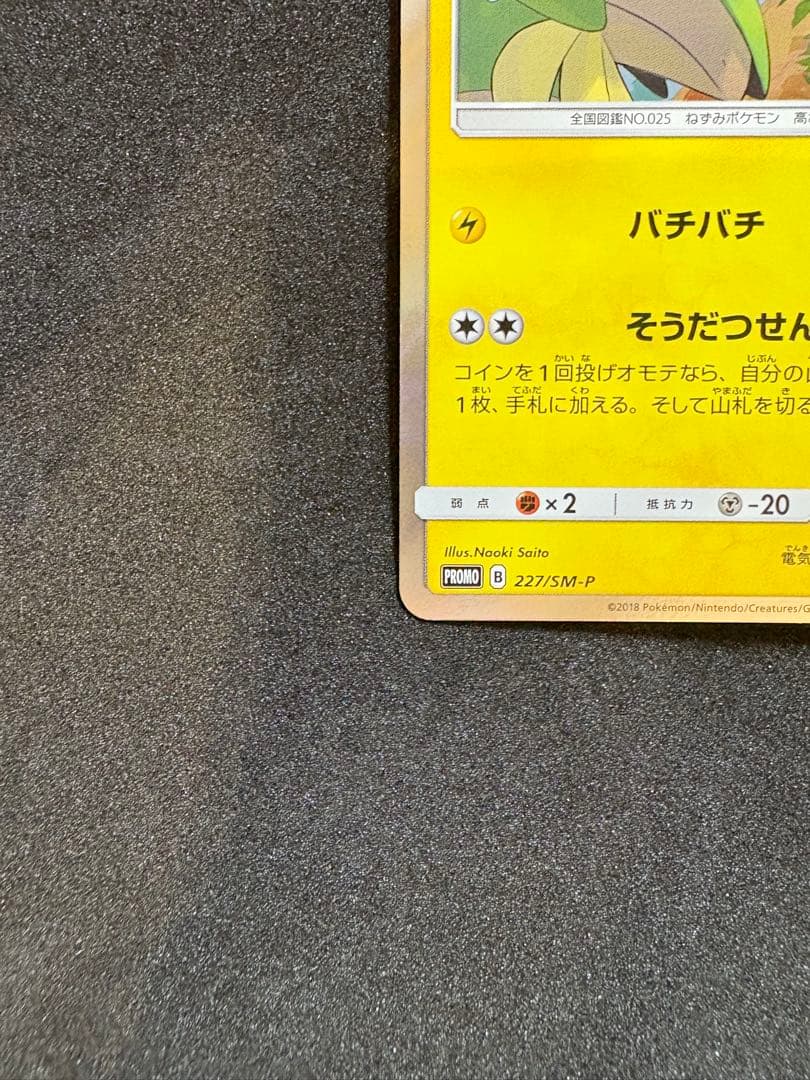 全国図鑑NO.025 ねずみポケモン 高
バチバチ
そうだつせん
コインを1回投げオモテなら、自分の
1枚、手札に加える。そして山札を切る
弱点 ×2 抵抗力 -20
Illus.Naoki Saito
電気
PROMO B 227/SM-P
©2018 Pokémon/Nintendo/Creatures/G